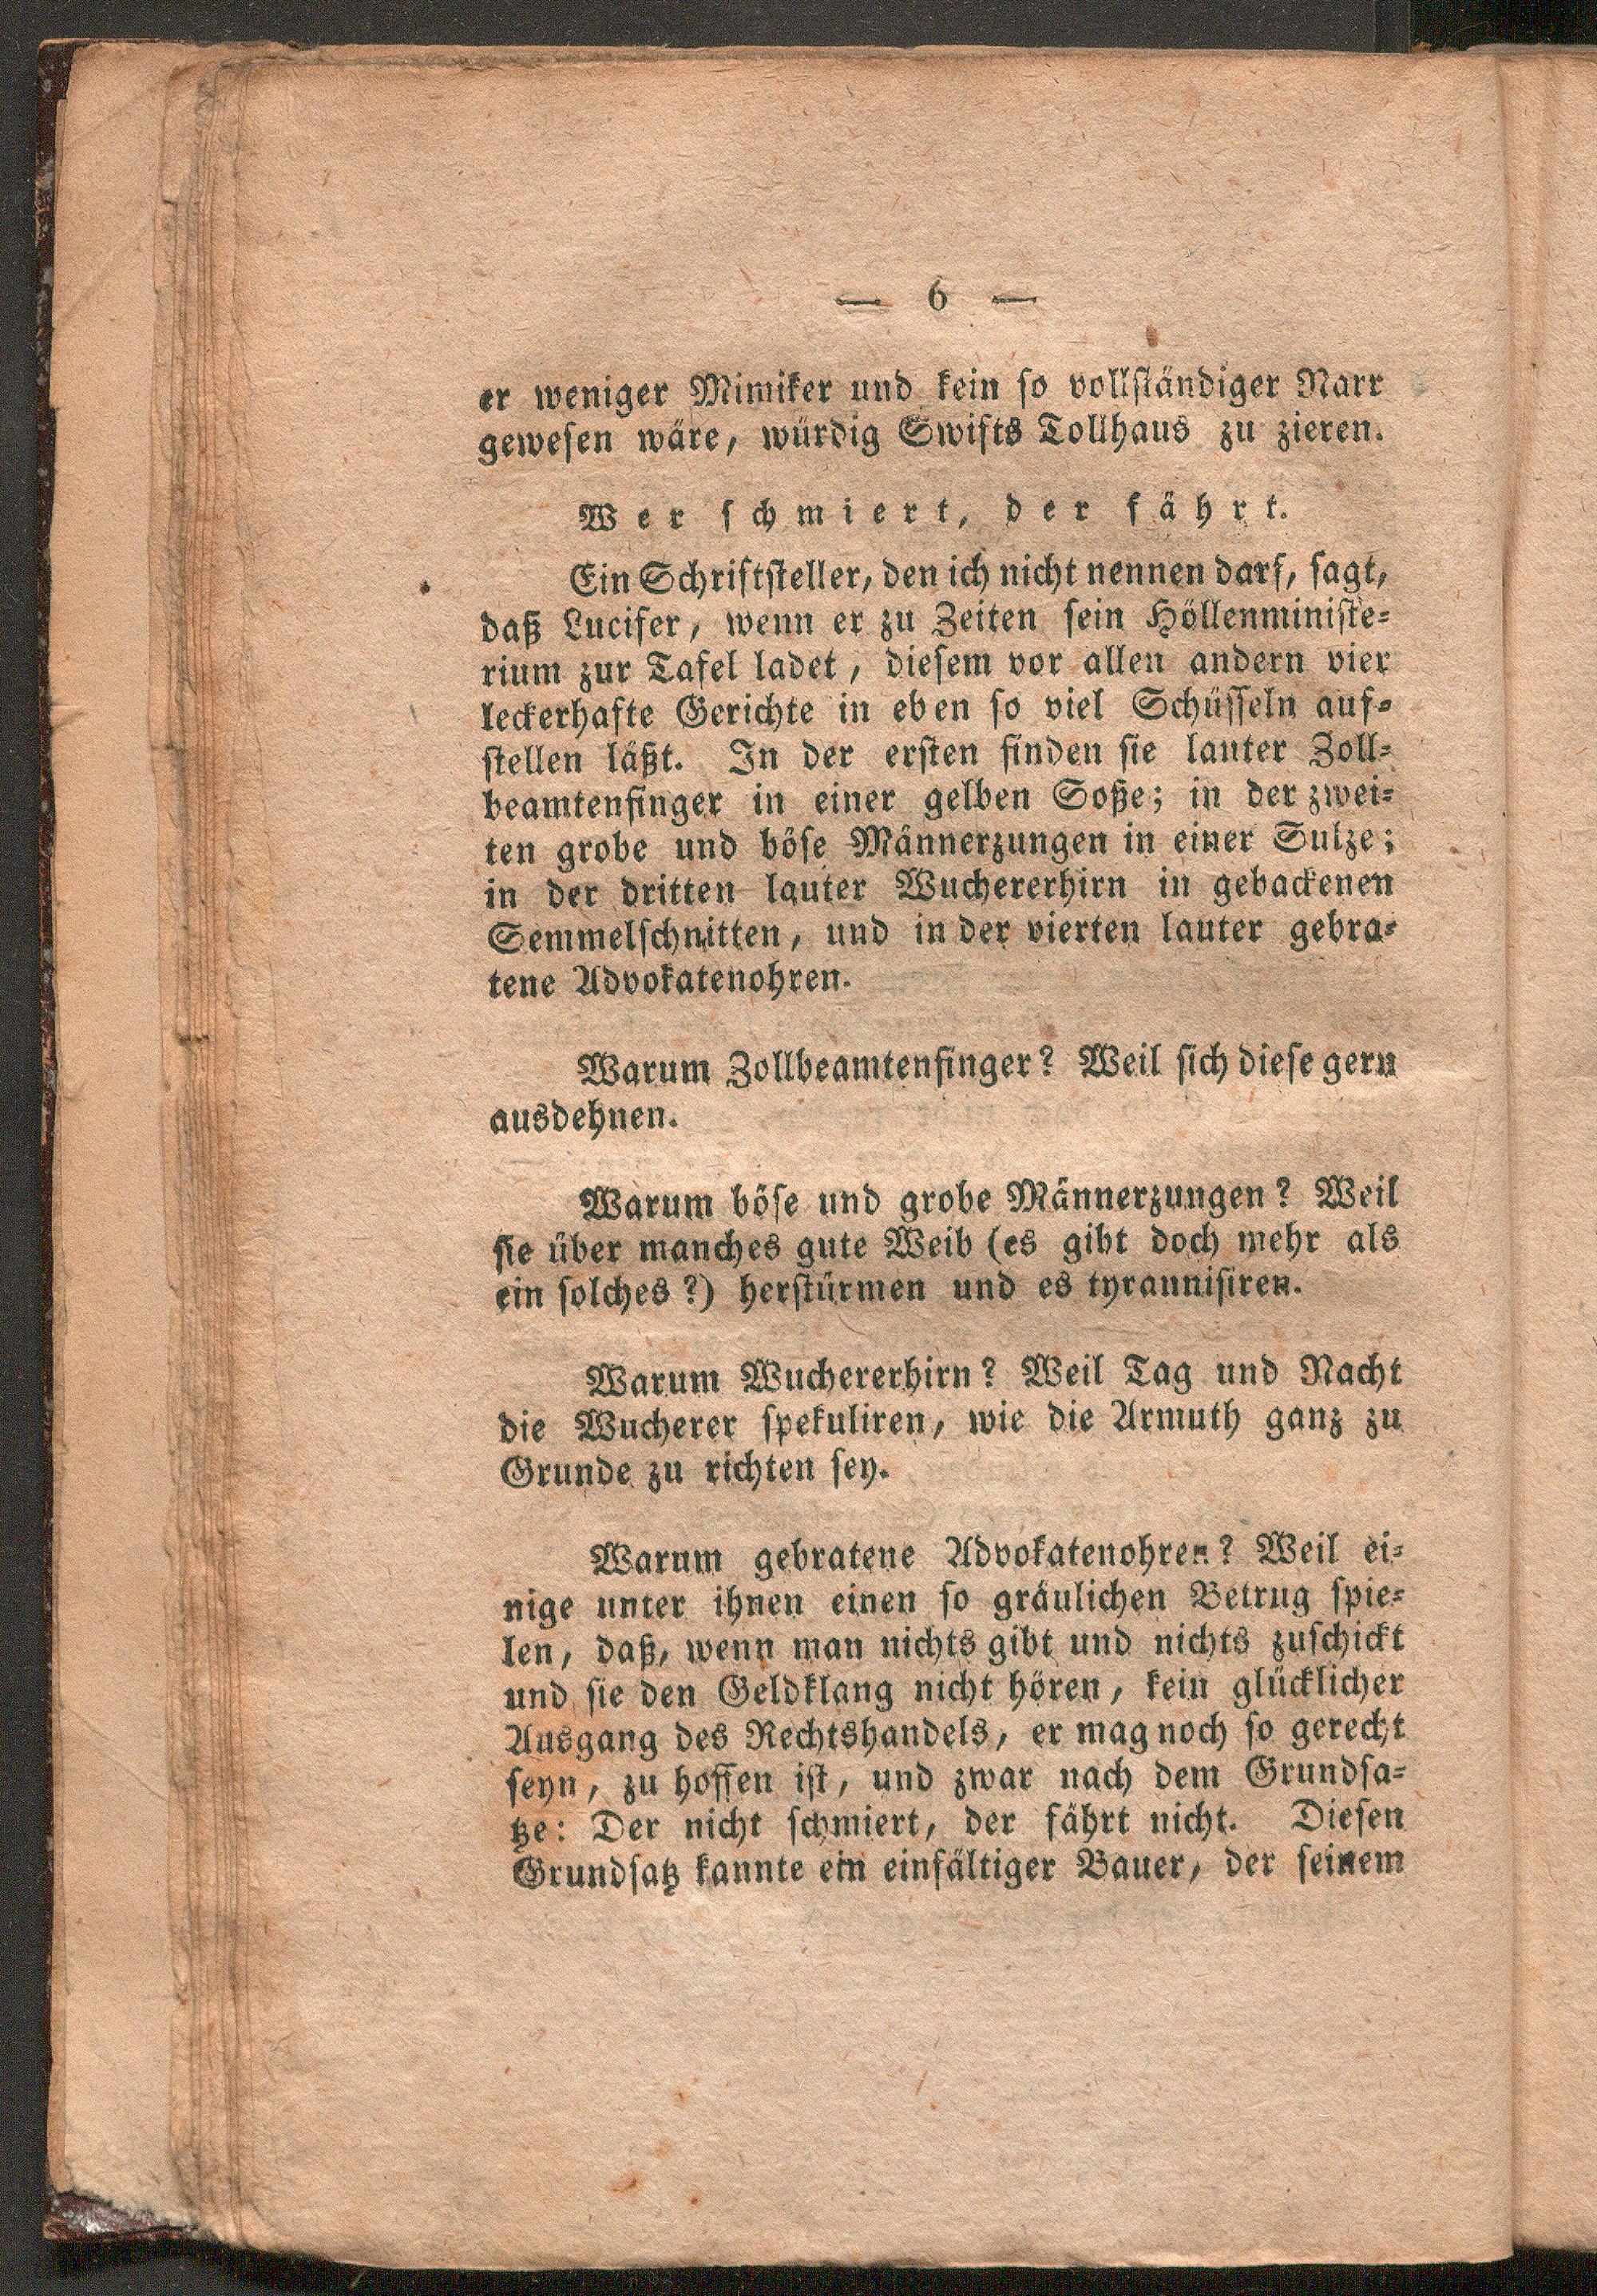 — 6 —
er weniger Mimiker und kein so vollständiger Narr
gewesen wäre, würdig Swifts Tollhaus zu zieren.
Wer schmiert, der fährt.
Ein Schriftsteller, den ich nicht nennen darf, sagt,
daß Lucifer, wenn er zu Zeiten sein Höllenministe-
rium zur Tafel ladet, diesem vor allen andern vier
leckerhafte Gerichte in eben so viel Schüsseln auf-
stellen läßt. In der ersten finden sie lauter Zoll-
beamtenfinger in einer gelben Soße; in der zwei-
ten grobe und böse Männerzungen in einer Sulze;
in der dritten lauter Wuchererhirn in gebackenen
Semmelschnitten, und in der vierten lauter gebra-
tene Advokatenohren.
Warum Zollbeamtenfinger? Weil sich diese gern
ausdehnen.
Warum böse und grobe Männerzungen? Weil
sie über manches gute Weib (es gibt doch mehr als
ein solches?) herstürmen und es tyrannisiren.
Warum Wuchererhirn? Weil Tag und Nacht
die Wucherer spekuliren, wie die Armuth ganz zu
Grunde zu richten sey.
Warum gebratene Advokatenohren? Weil ei-
nige unter ihnen einen so gräulichen Betrug spie-
len, daß, wenn man nichts gibt und nichts zuschickt
und sie den Geldklang nicht hören, kein glücklicher
Ausgang des Rechtshandels, er mag noch so gerecht
seyn, zu hoffen ist, und zwar nach dem Grundsa-
tze: Der nicht schmiert, der fährt nicht. Diesen
Grundsatz kannte ein einfältiger Bauer, der seinem